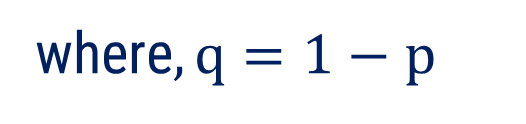 where, q = 1 − p